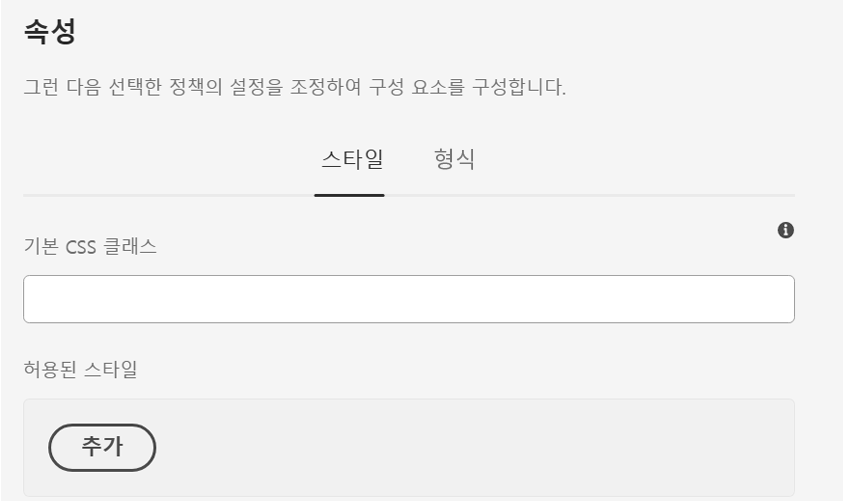 속성
그런 다음 선택한 정책의 설정을 조정하여 구성 요소를 구성합니다.
스타일 형식
기본 CSS 클래스
허용된 스타일
추가